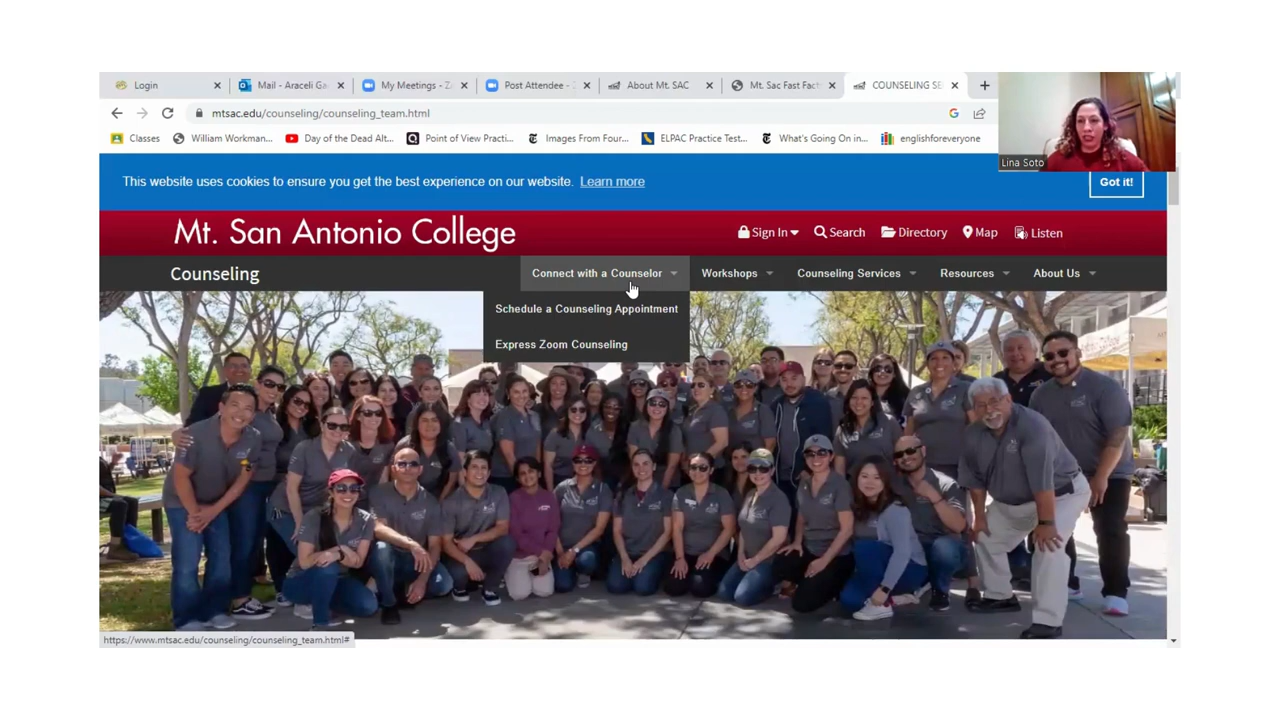 Login
Mail - Araceli Ga
My Meetings - Z
Post Attendee -
About Mt. SAC
Mt. Sac Fast Fact
COUNSELING SE
mtsac.edu/counseling/counseling_team.html
Classes
William Workman...
Day of the Dead Alt...
Point of View Practi...
Images From Four...
ELPAC Practice Test...
What's Going On in...
englishforeveryone
Lina Soto
This website uses cookies to ensure you get the best experience on our website. Learn more
Got it!
Mt. San Antonio College
Sign In
Search
Directory
Map
Listen
Counseling
Connect with a Counselor
Workshops
Counseling Services
Resources
About Us
Schedule a Counseling Appointment
Express Zoom Counseling
https://www.mtsac.edu/counseling/counseling_team.html#